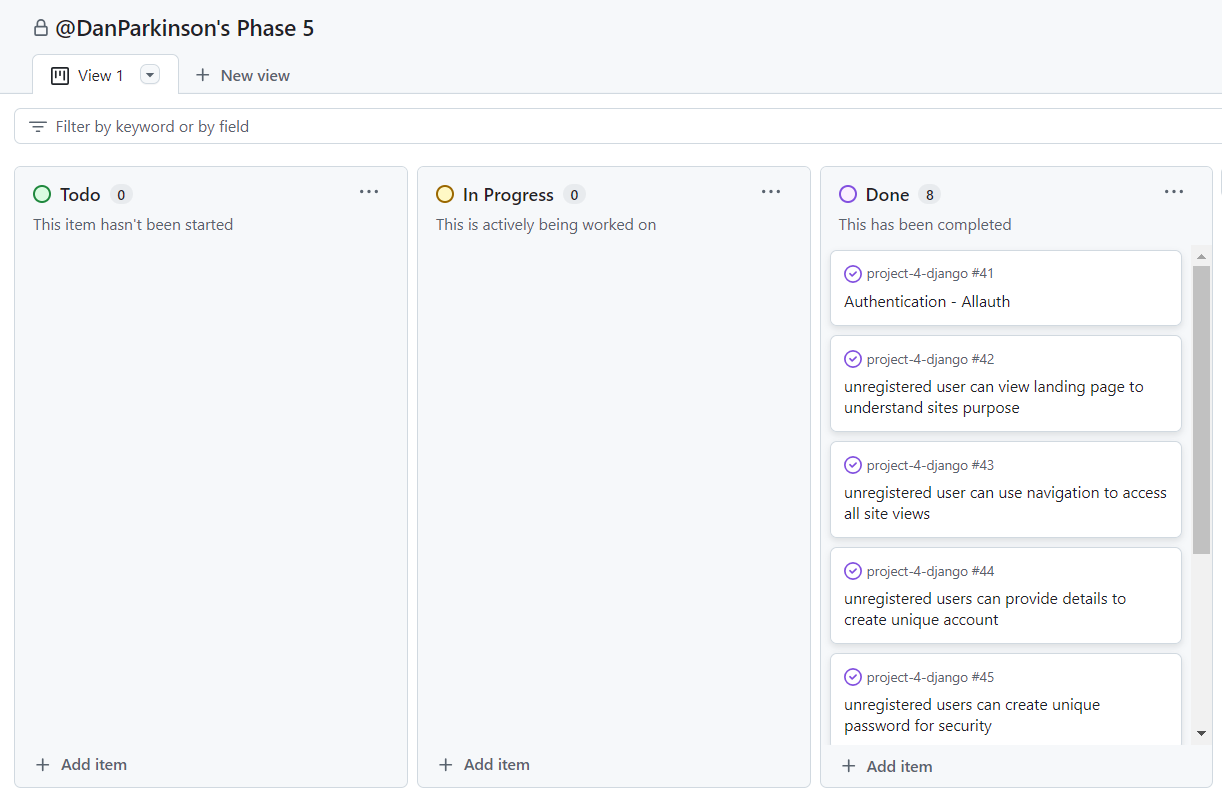 @DanParkinson's Phase 5
View 1
New view
Filter by keyword or by field
Todo 0
This item hasn't been started
Add item
In Progress 0
This is actively being worked on
Add item
Done 8
This has been completed
project-4-django #41
Authentication - Allauth
project-4-django #42
unregistered user can view landing page to
understand sites purpose
project-4-django #43
unregistered user can use navigation to access
all site views
project-4-django #44
unregistered users can provide details to
create unique account
project-4-django #45
unregistered users can create unique
password for security
Add item